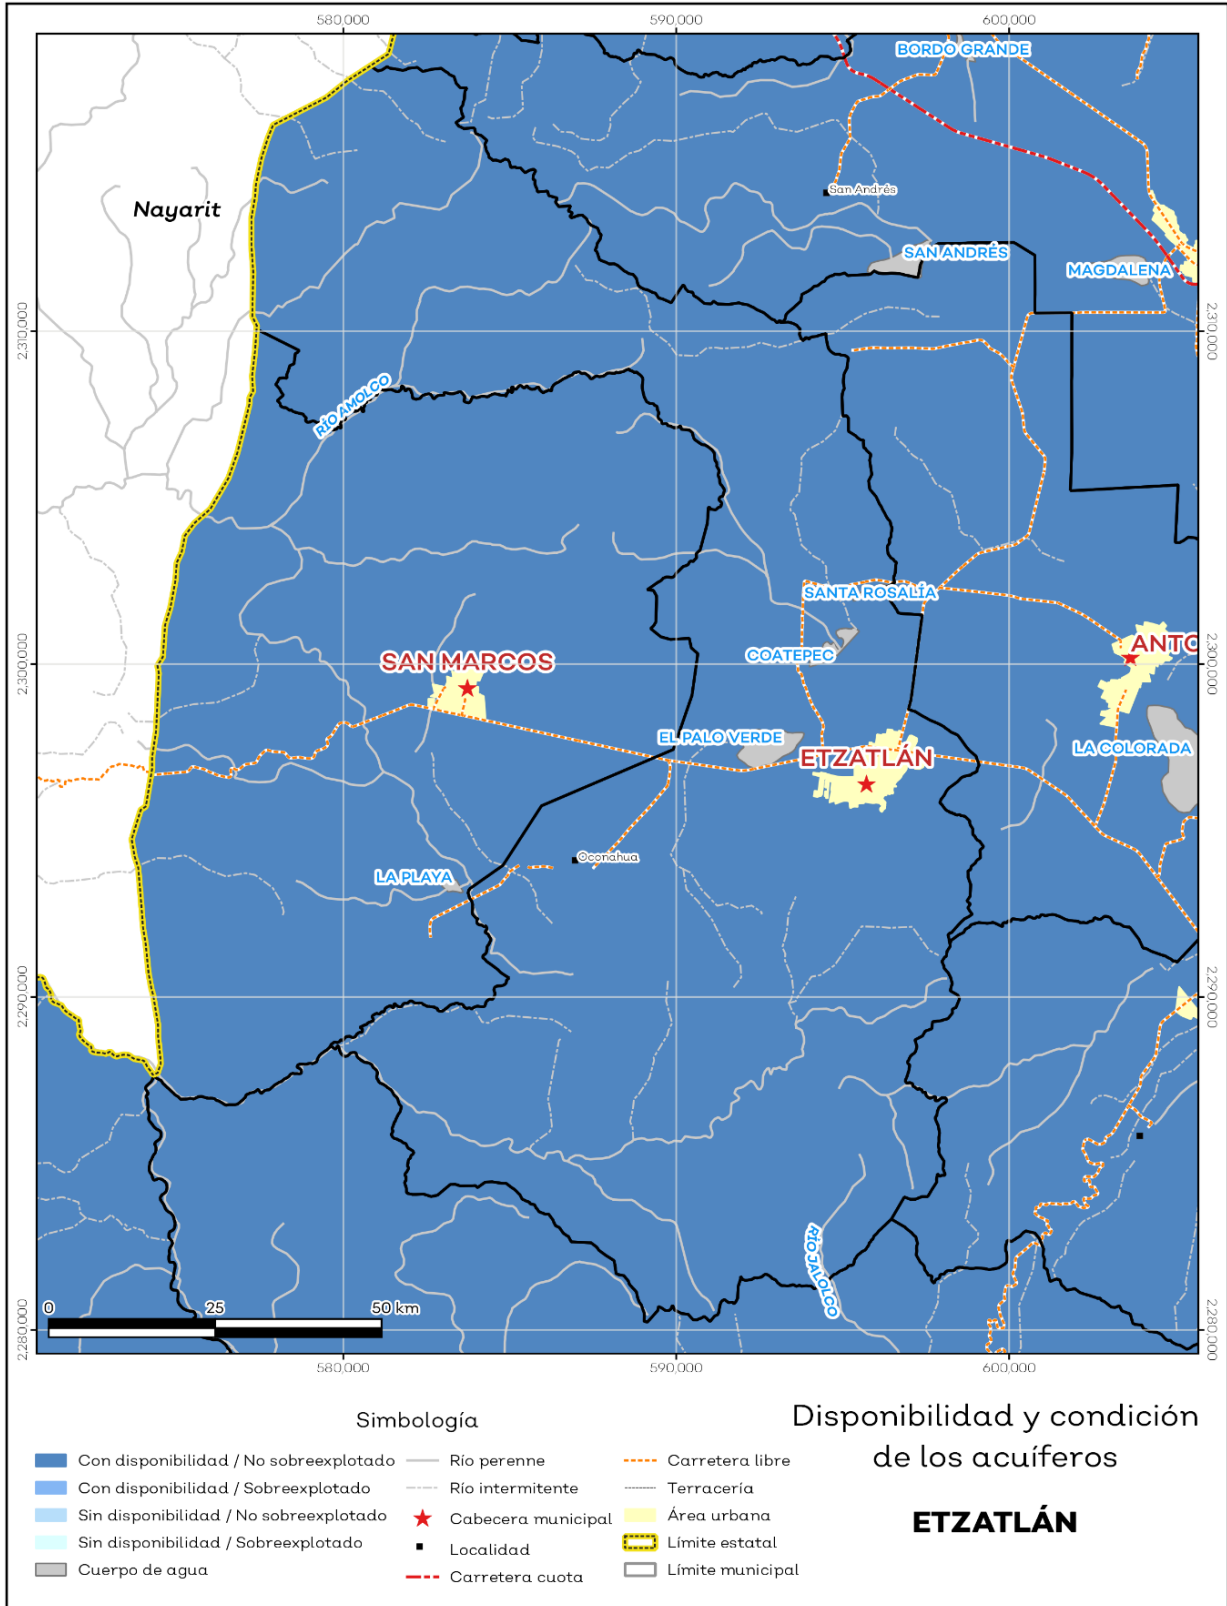 580,000
590,000
600,000
BORDO GRANDE
San Andrés
Nayarit
SAN ANDRÉS
MAGDALENA
2,310,000
2,310,000
RÍO AMOLCO
SANTA ROSALÍA
ANTO
COATEPEC
SAN MARCOS
2,300,000
2,300,000
EL PALO VERDE
ETZATLÁN
LA COLORADA
Oconahua
LA PLAYA
2,290,000
2,290,000
RÍO JALOLCO
0 25 50 km
2,280,000
2,280,000
580,000
590,000
600,000
Simbología
Con disponibilidad / No sobreexplotado
Con disponibilidad / Sobreexplotado
Sin disponibilidad / No sobreexplotado
Sin disponibilidad / Sobreexplotado
Cuerpo de agua
Río perenne
Río intermitente
Cabecera municipal
Localidad
Carretera cuota
Carretera libre
Terracería
Área urbana
Límite estatal
Límite municipal
Disponibilidad y condición
de los acuíferos
ETZATLÁN